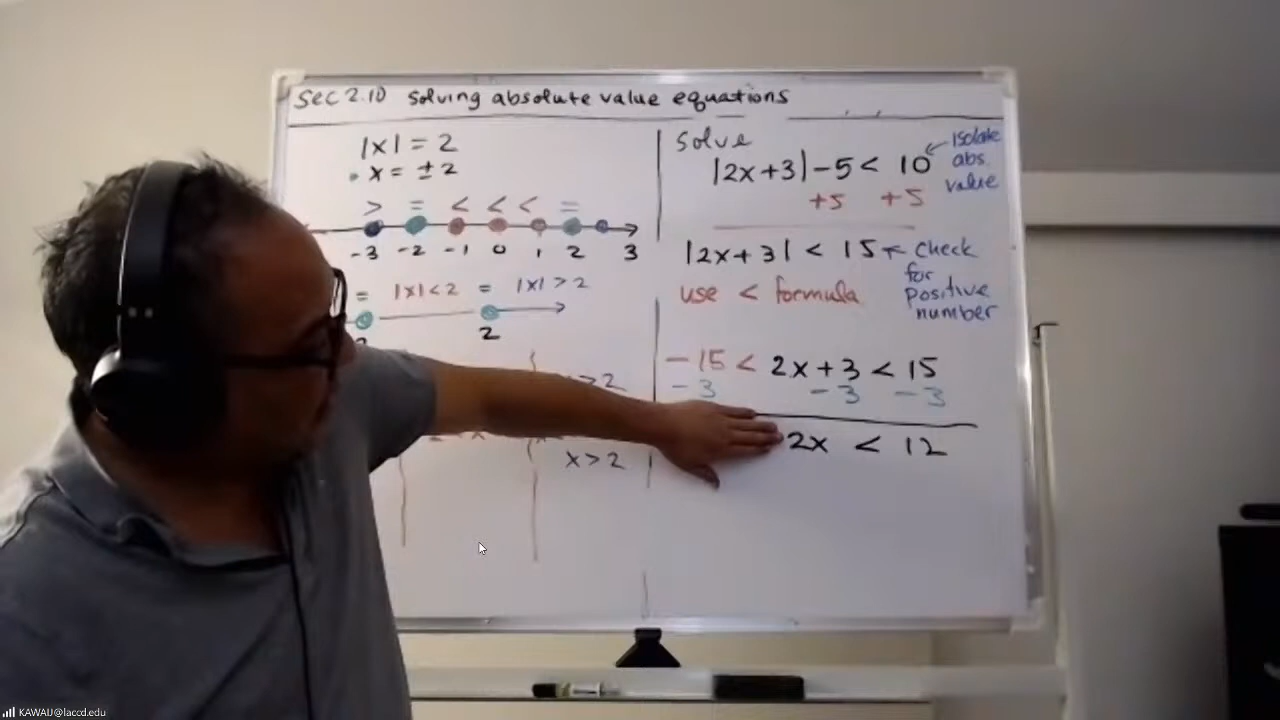 Sec 2.10 Solving absolute value equations
|x| = 2
• x = ±2
> = < < < =
-3 -2 -1 0 1 2 3
= |x|<2 = |x|>2
2
>2
x>2
Solve
|2x+3|-5 < 10
+5 +5
Isolate
abs.
value
|2x+3| < 15
check
for
positive
number
use < formula
-15 < 2x+3 < 15
-3 -3 -3
2x < 12
KAWAIJ@laccd.edu